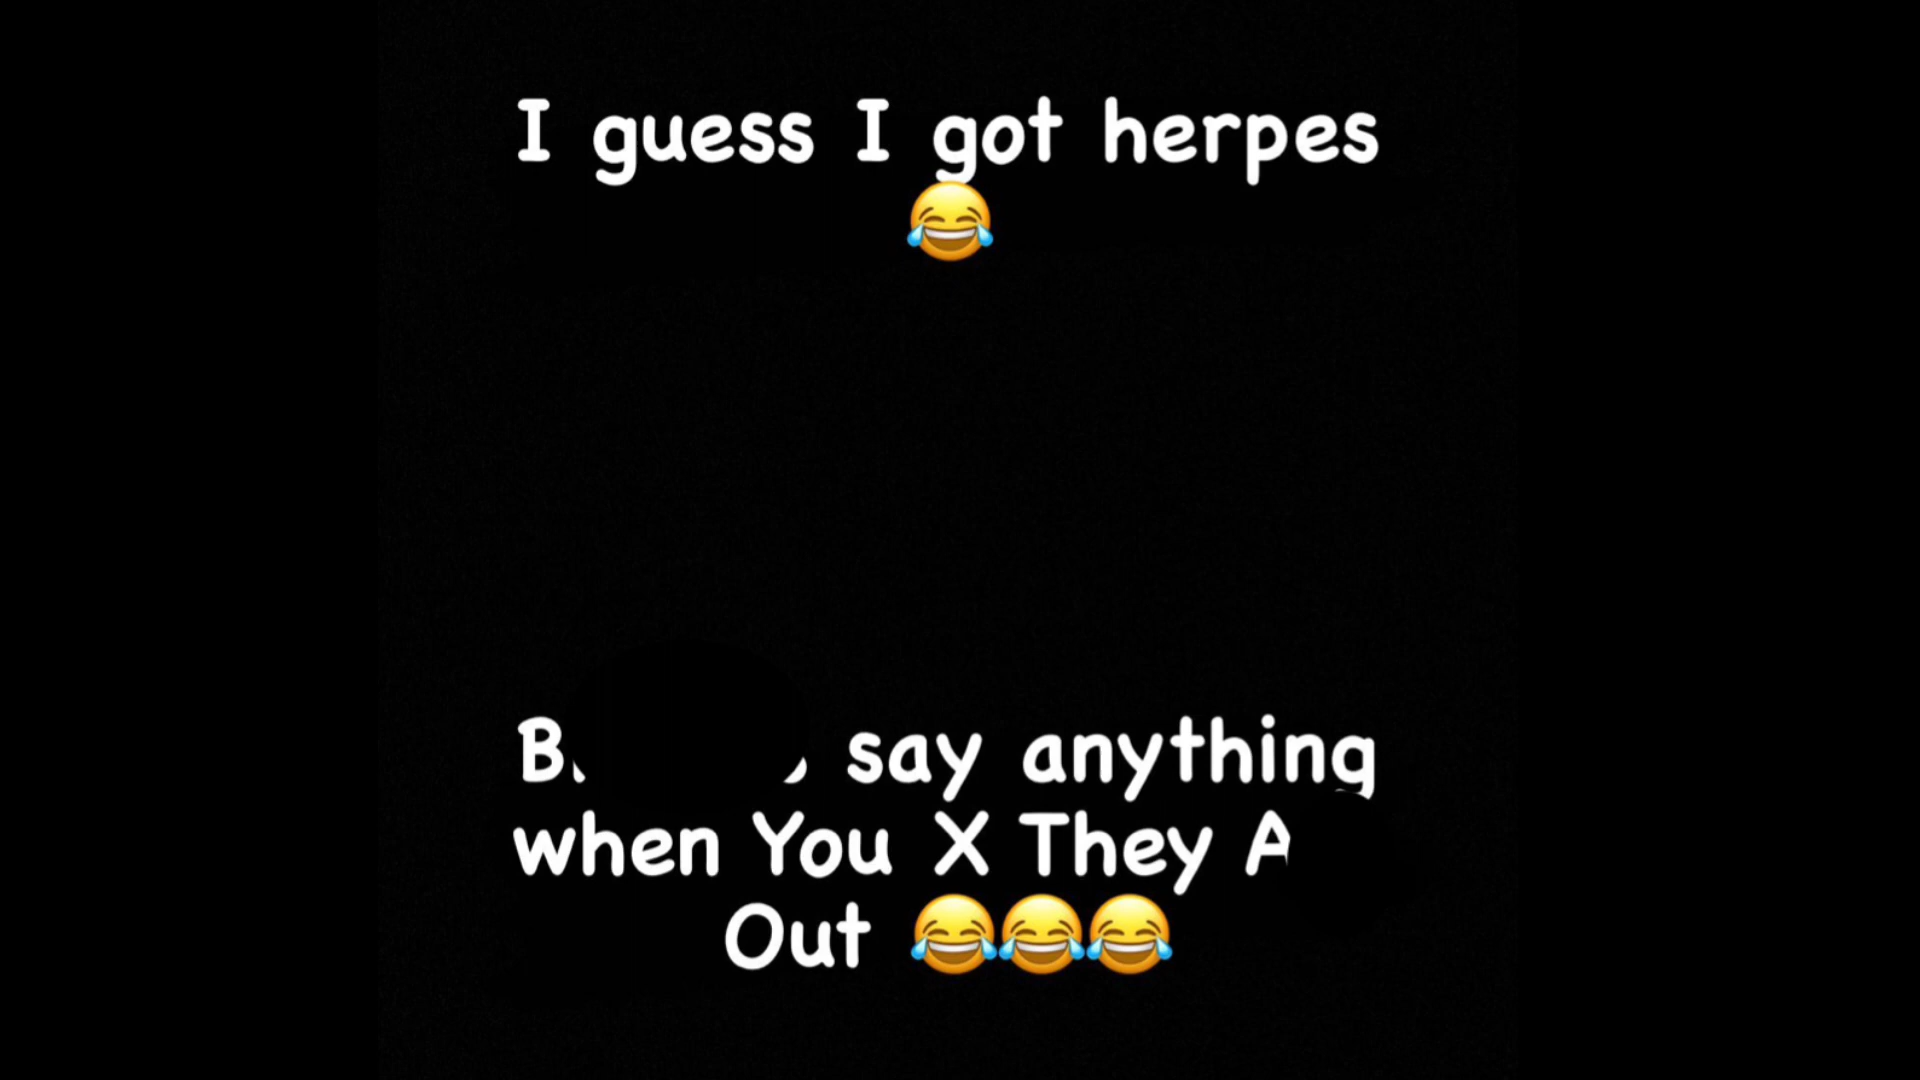 I guess I got herpes
😂
say anything
when You X They
Out 😂😂😂